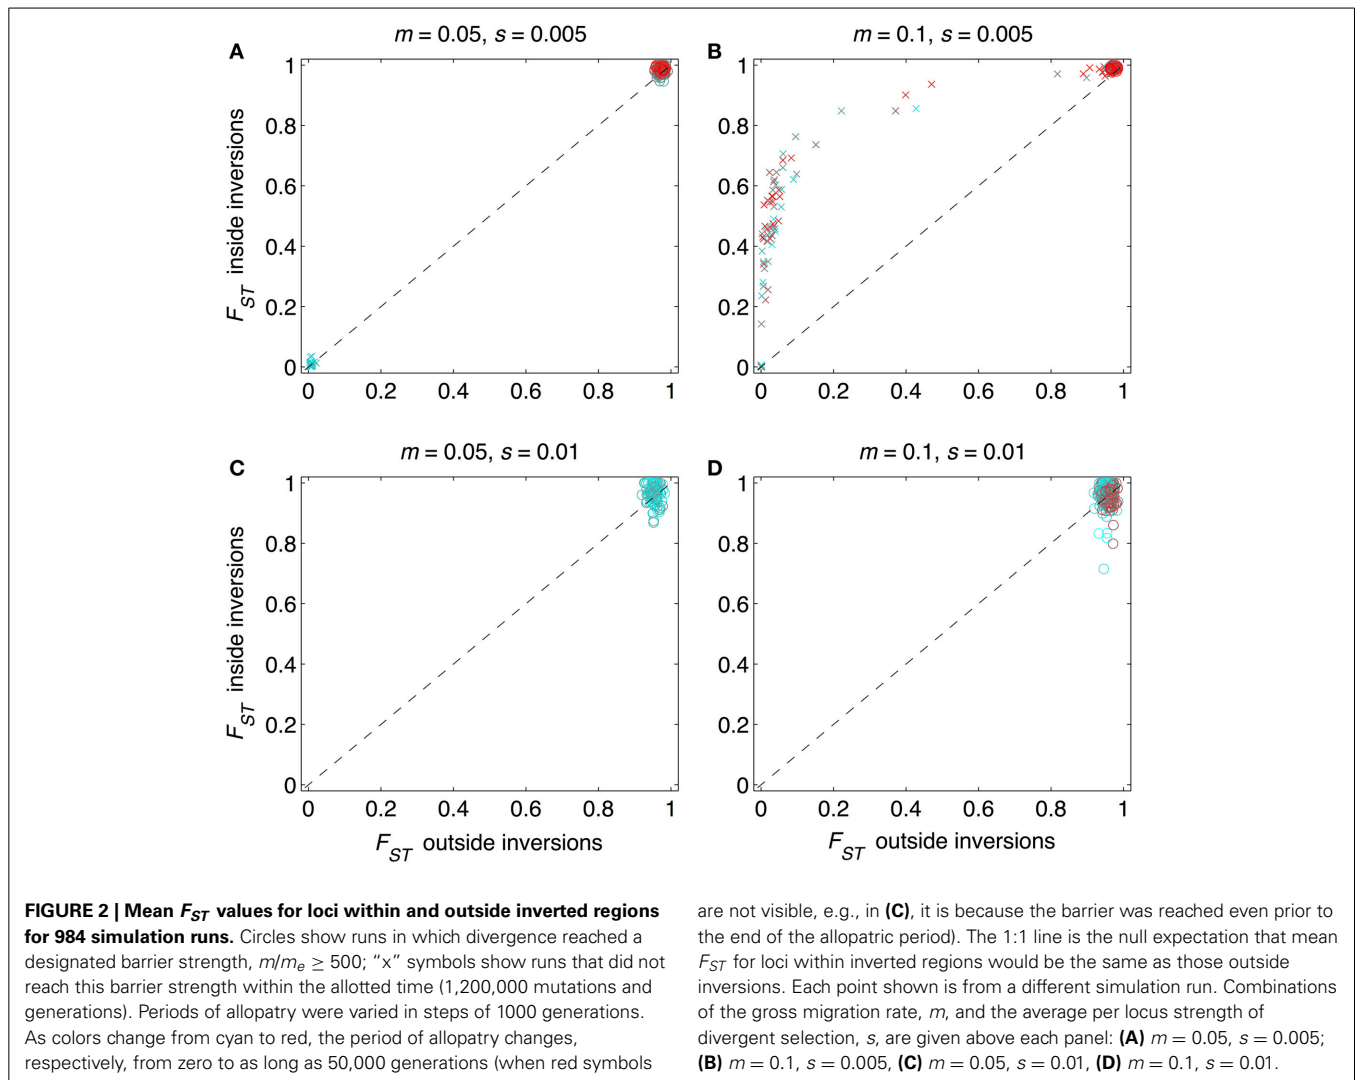 A
m = 0.05, s = 0.005
1
0.8
0.6
0.4
0.2
0
F_ST inside inversions
0 0.2 0.4 0.6 0.8 1
B
m = 0.1, s = 0.005
1
0.8
0.6
0.4
0.2
0
0 0.2 0.4 0.6 0.8 1
C
m = 0.05, s = 0.01
1
0.8
0.6
0.4
0.2
0
F_ST inside inversions
0 0.2 0.4 0.6 0.8 1
F_ST outside inversions
D
m = 0.1, s = 0.01
1
0.8
0.6
0.4
0.2
0
0 0.2 0.4 0.6 0.8 1
F_ST outside inversions
FIGURE 2 | Mean F_ST values for loci within and outside inverted regions
for 984 simulation runs. Circles show runs in which divergence reached a
designated barrier strength, m/m_e ≥ 500; “x” symbols show runs that did not
reach this barrier strength within the allotted time (1,200,000 mutations and
generations). Periods of allopatry were varied in steps of 1000 generations.
As colors change from cyan to red, the period of allopatry changes,
respectively, from zero to as long as 50,000 generations (when red symbols
are not visible, e.g., in (C), it is because the barrier was reached even prior to
the end of the allopatric period). The 1:1 line is the null expectation that mean
F_ST for loci within inverted regions would be the same as those outside
inversions. Each point shown is from a different simulation run. Combinations
of the gross migration rate, m, and the average per locus strength of
divergent selection, s, are given above each panel: (A) m = 0.05, s = 0.005;
(B) m = 0.1, s = 0.005, (C) m = 0.05, s = 0.01, (D) m = 0.1, s = 0.01.